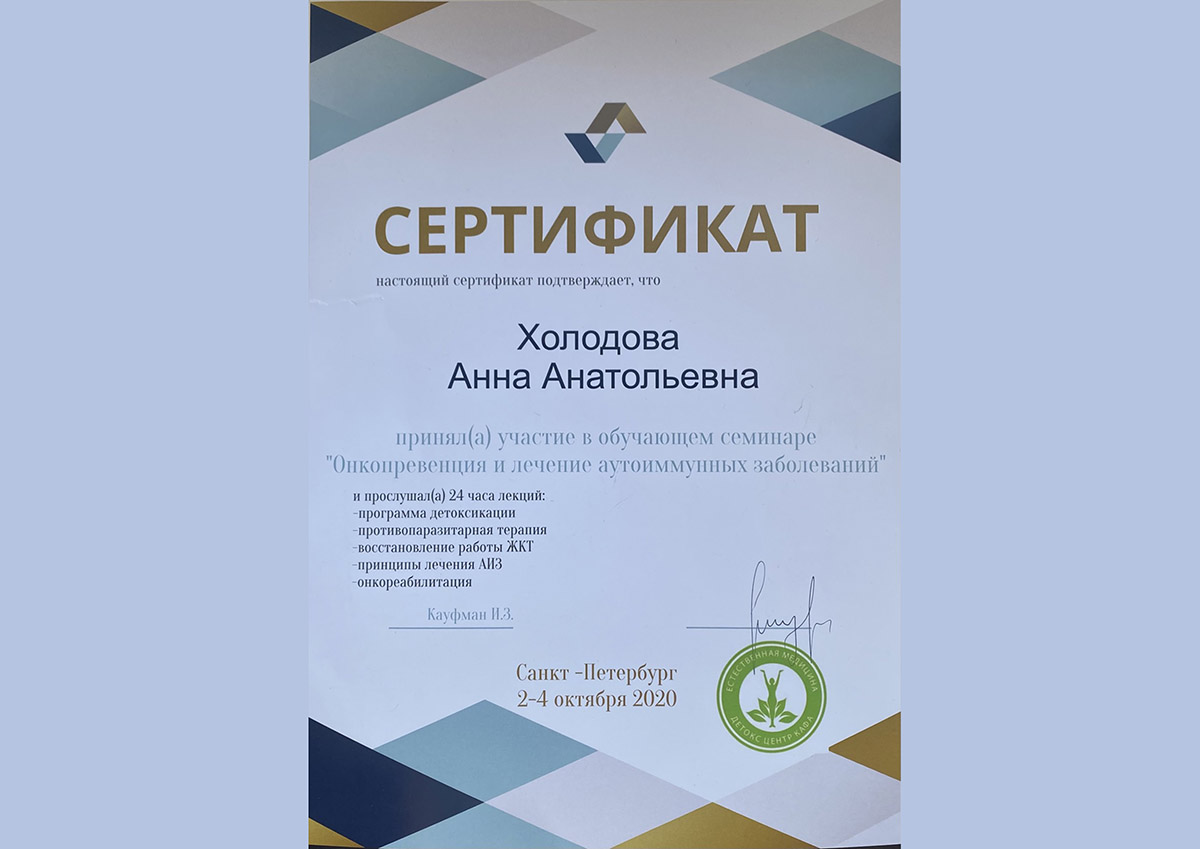 СЕРТИФИКАТ
настоящий сертификат подтверждает, что
Холодова
Анна Анатольевна
принял(а) участие в обучающем семинаре
"Онкопревенция и лечение аутоиммунных заболеваний"
и прослушал(а) 24 часа лекций:
-программа детоксикации
-противопаразитарная терапия
-восстановление работы ЖКТ
-принципы лечения АИЗ
-онкореабилитация
Кауфман И.З.
Санкт -Петербург
2-4 октября 2020
ЕСТЕСТВЕННАЯ МЕДИЦИНА
ДЕТОКС ЦЕНТР КАФА